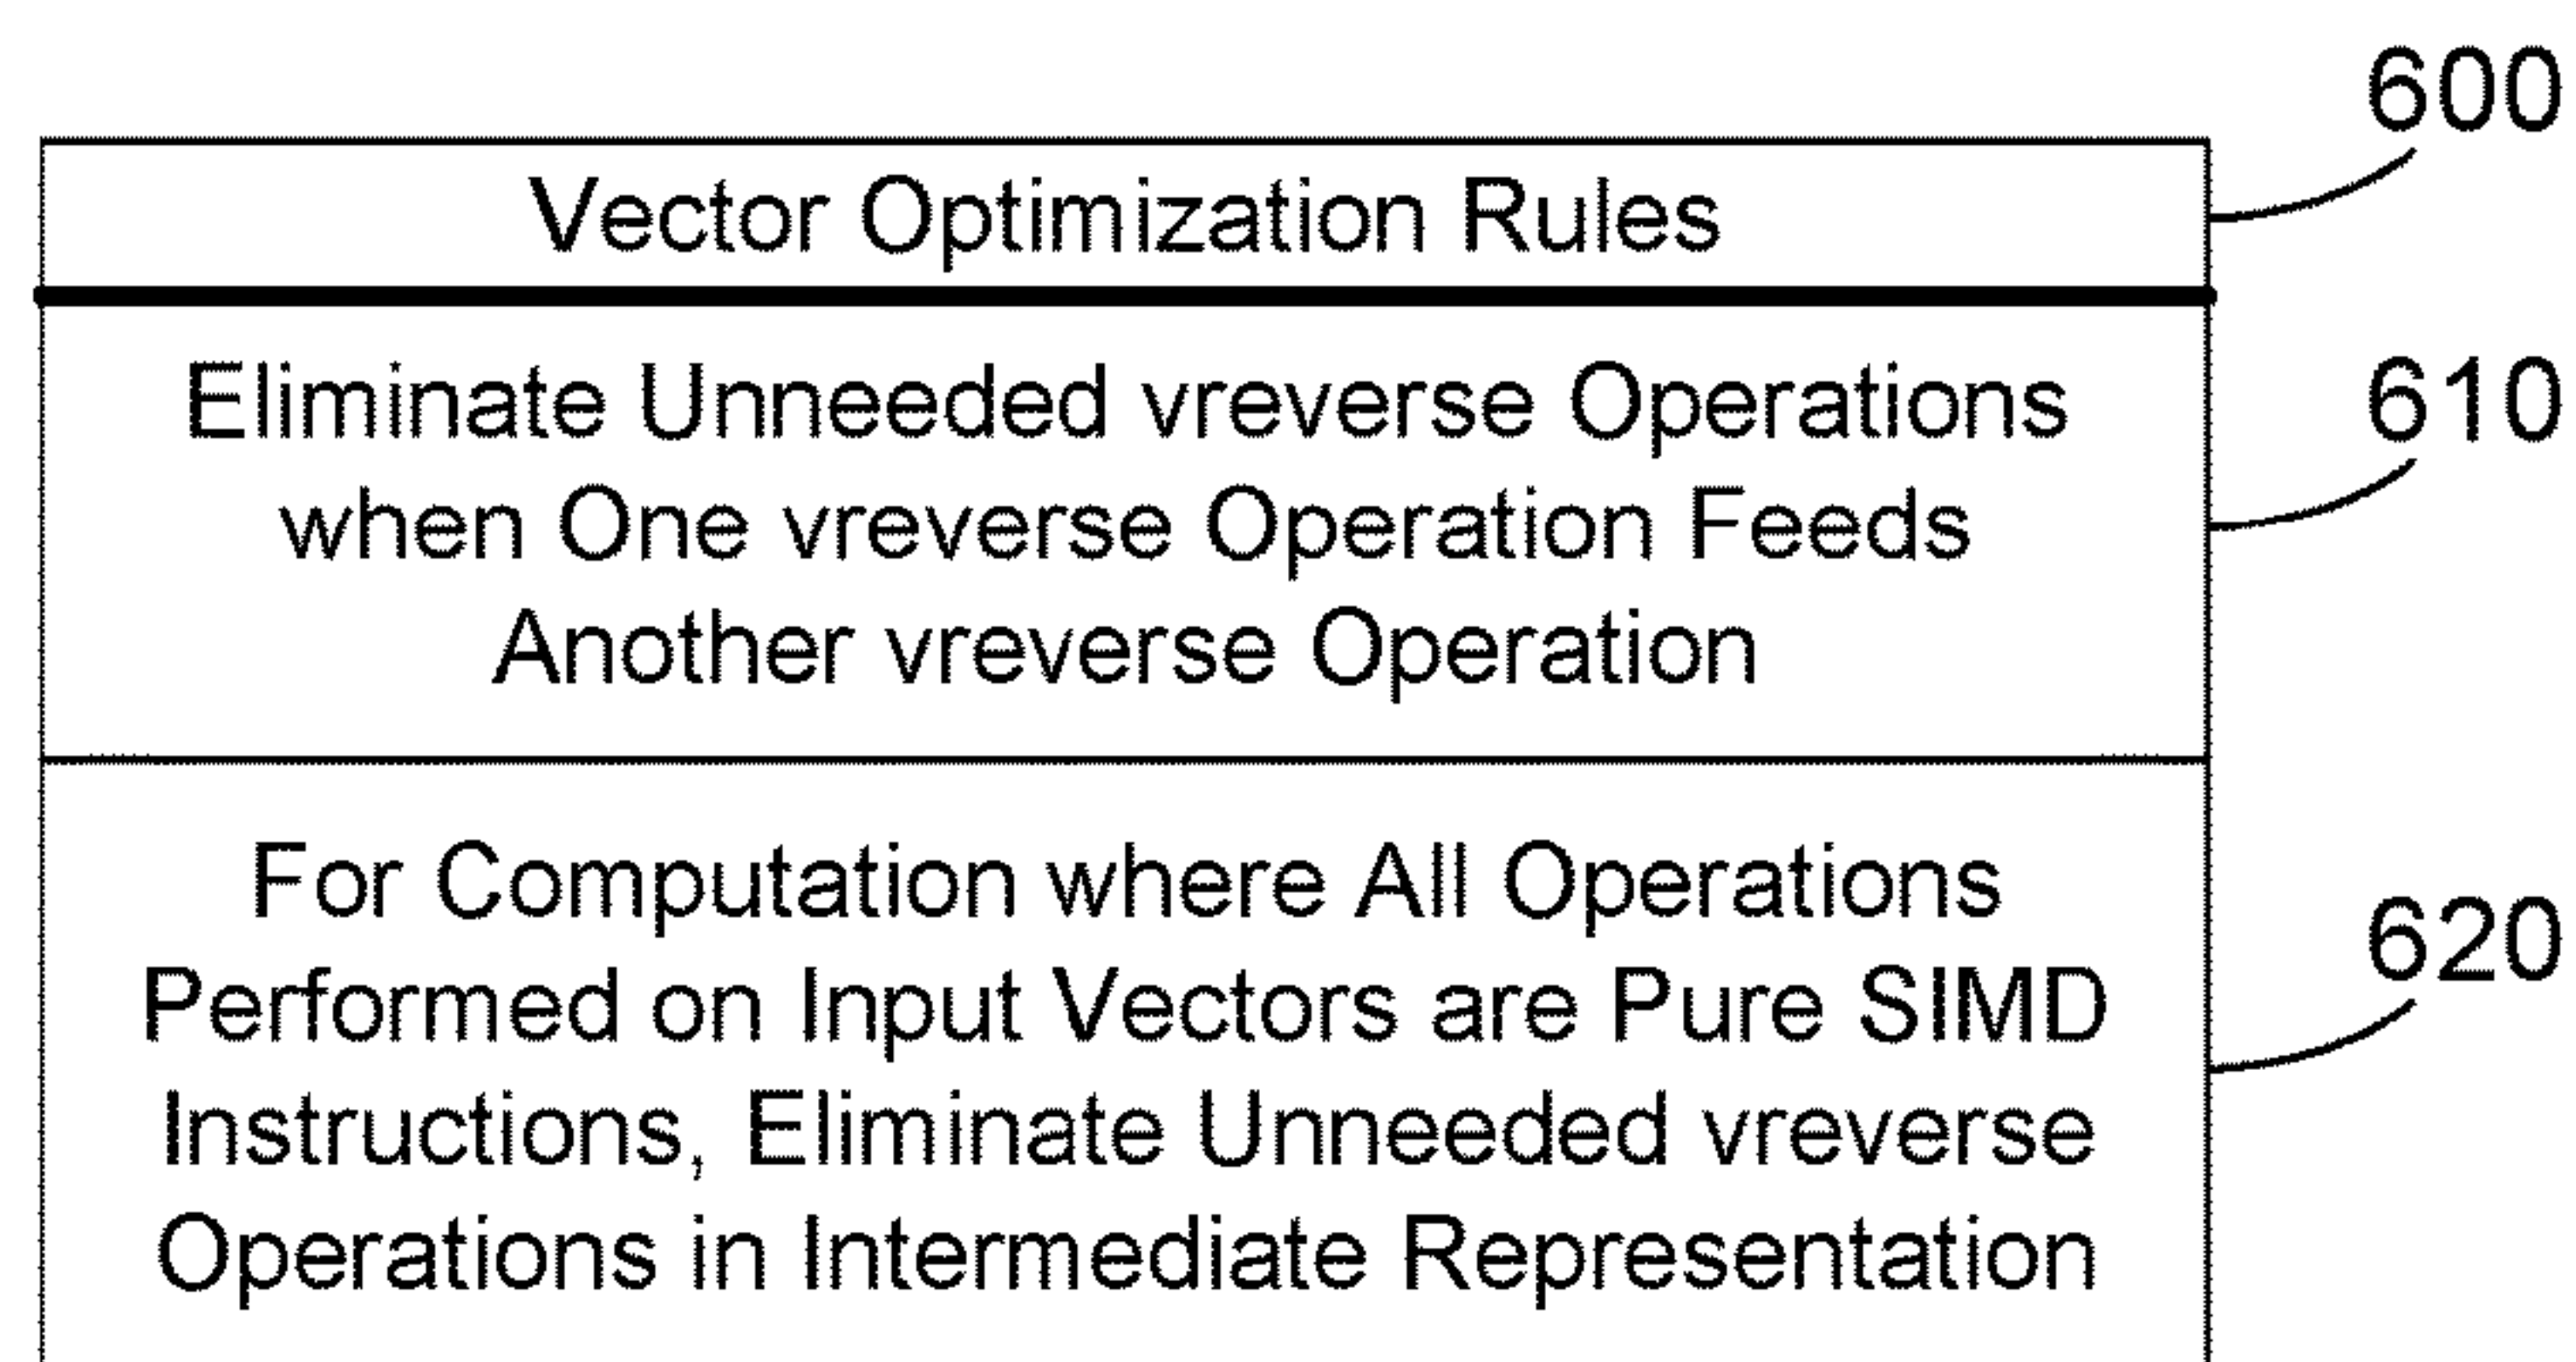 600
Vector Optimization Rules
Eliminate Unneeded vreverse Operations
when One vreverse Operation Feeds
Another vreverse Operation
610
For Computation where All Operations
Performed on Input Vectors are Pure SIMD
Instructions, Eliminate Unneeded vreverse
Operations in Intermediate Representation
620